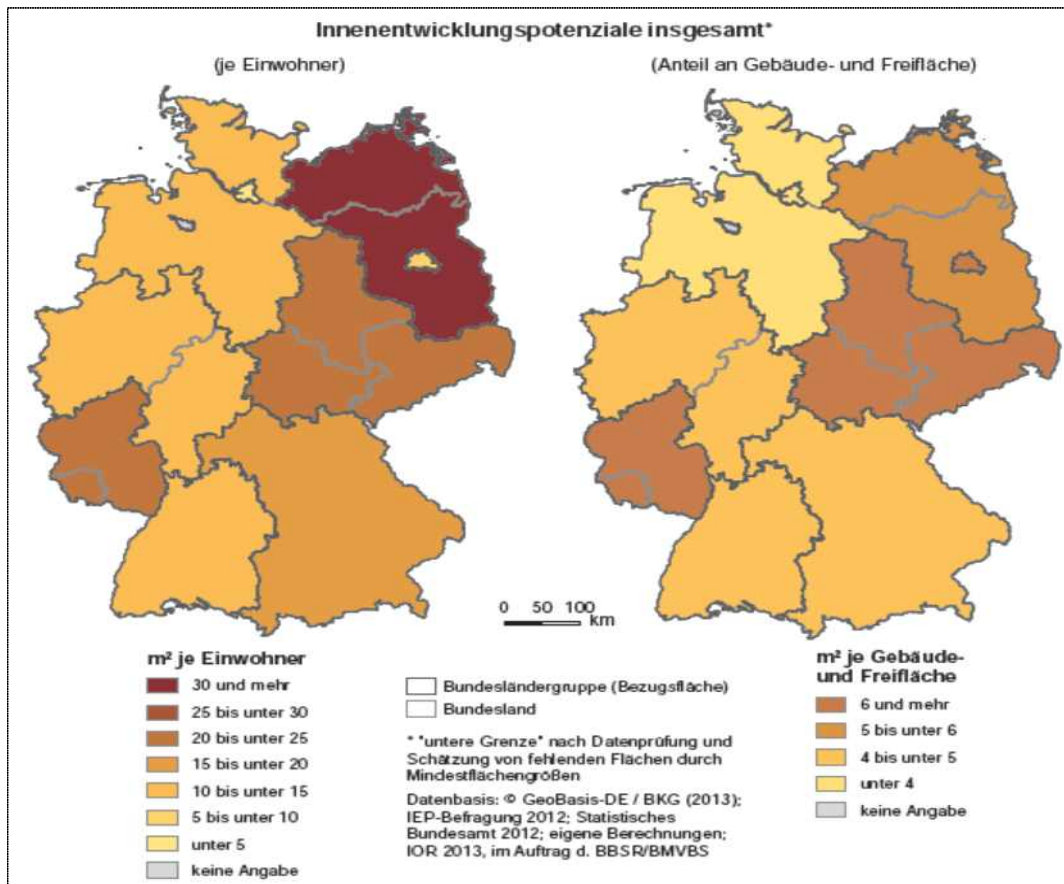 Innenentwicklungspotenziale insgesamt*
(je Einwohner)
(Anteil an Gebäude- und Freifläche)
0 50 100
km
m² je Einwohner
30 und mehr
25 bis unter 30
20 bis unter 25
15 bis unter 20
10 bis unter 15
5 bis unter 10
unter 5
keine Angabe
Bundesländergruppe (Bezugsfläche)
Bundesland
* "untere Grenze" nach Datenprüfung und
Schätzung von fehlenden Flächen durch
Mindestflächengrößen
Datenbasis: © GeoBasis-DE / BKG (2013);
IEP-Befragung 2012; Statistisches
Bundesamt 2012; eigene Berechnungen;
IOR 2013, im Auftrag d. BBSR/BMVBS
m² je Gebäude-
und Freifläche
6 und mehr
5 bis unter 6
4 bis unter 5
unter 4
keine Angabe